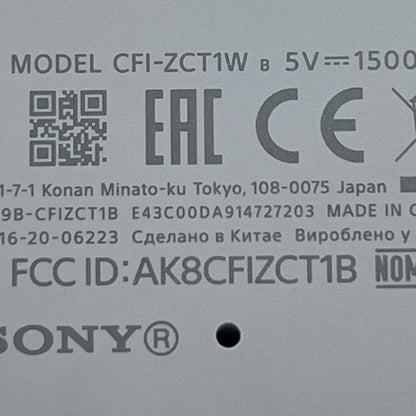 MODEL CFI-ZCT1W B 5V⎓1500
EAC CE
1-7-1 Konan Minato-ku Tokyo, 108-0075 Japan
9B-CFIZCT1B E43C00DA914727203 MADE IN C
16-20-06223 Сделано в Китае Вироблено у
FCC ID:AK8CFIZCT1B NOM
SONY®